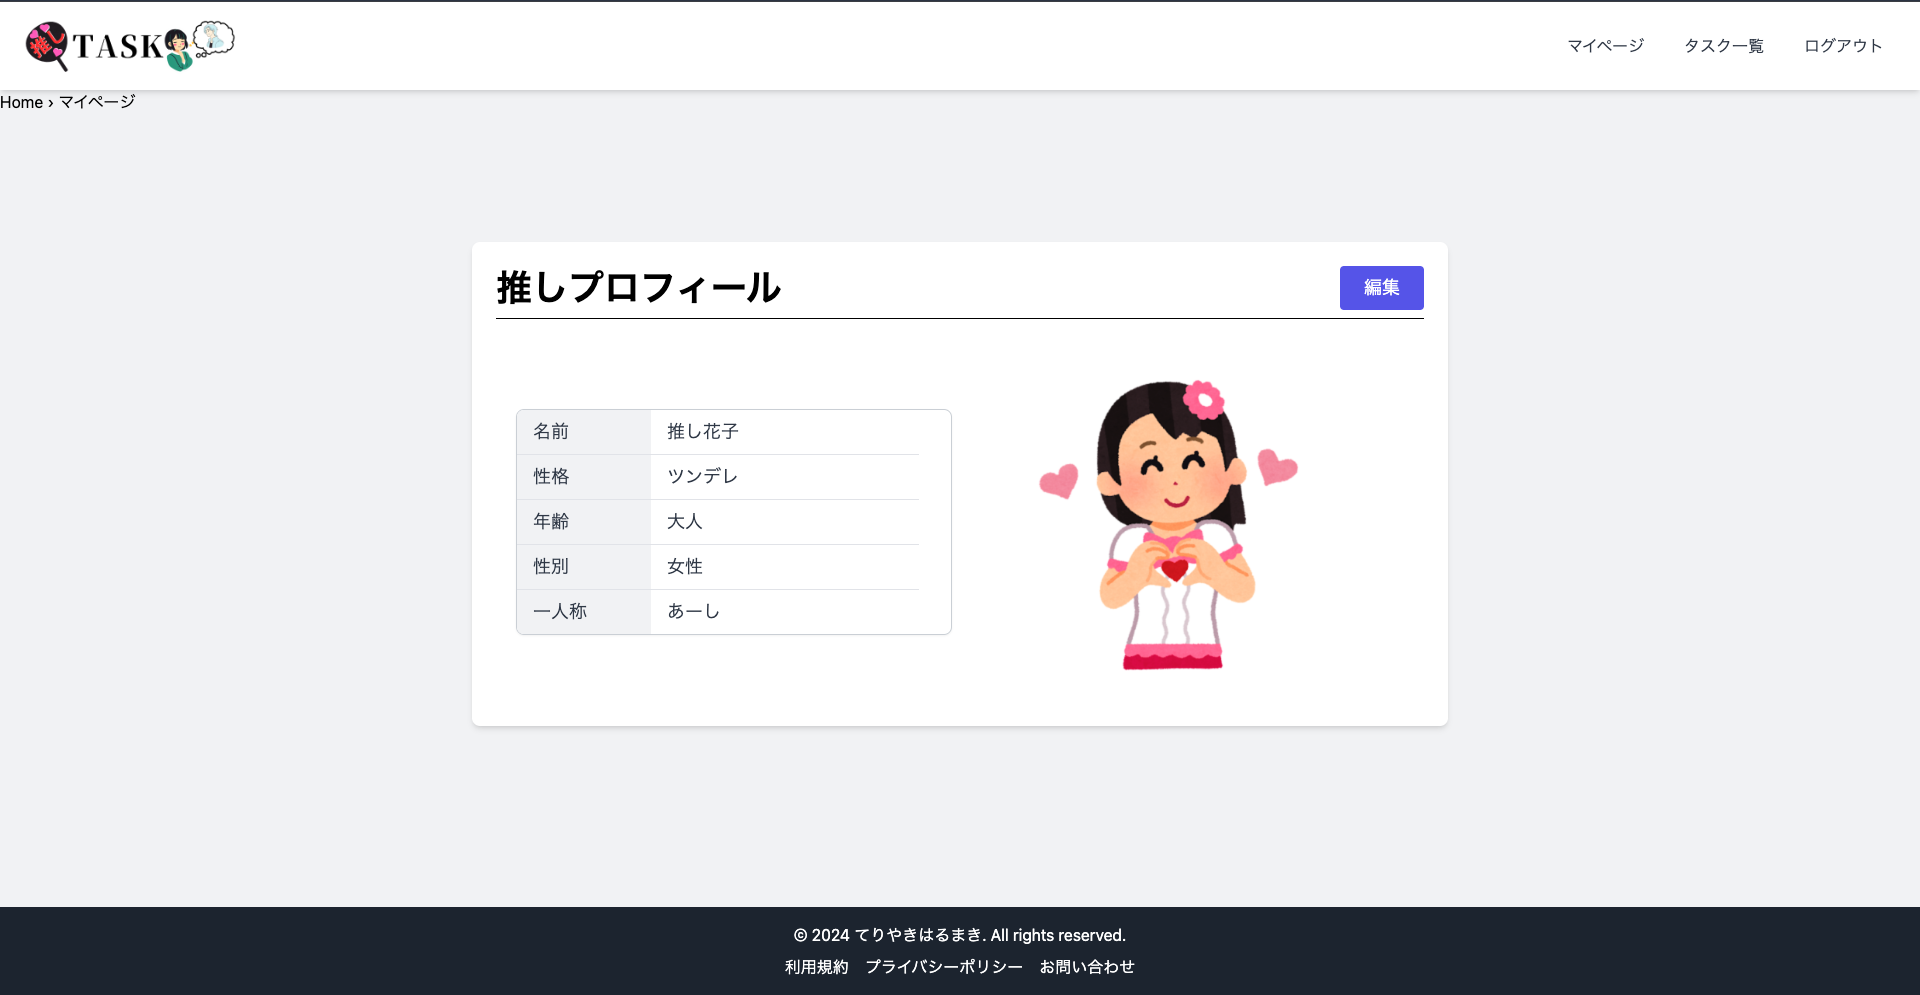 推し TASK
マイページ タスク一覧 ログアウト
Home › マイページ
推しプロフィール
編集
名前 推し花子
性格 ツンデレ
年齢 大人
性別 女性
一人称 あーし
© 2024 てりやきはるまき. All rights reserved.
利用規約 プライバシーポリシー お問い合わせ